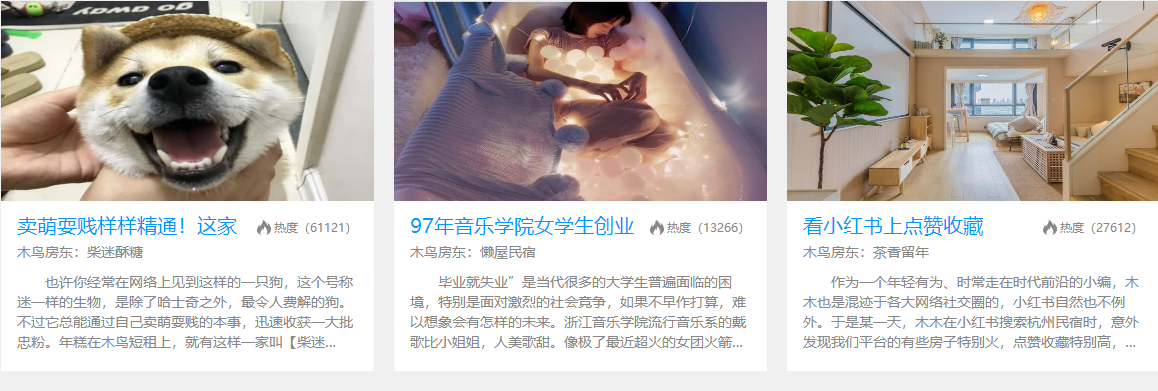 GO AWAW
卖萌耍贱样样精通！这家
热度（61121）
木鸟房东：柴迷酥糖
也许你经常在网络上见到这样的一只狗，这个号称
迷一样的生物，是除了哈士奇之外，最令人费解的狗。
不过它总能通过自己卖萌耍贱的本事，迅速收获一大批
忠粉。年糕在木鸟短租上，就有这样一家叫【柴迷...
97年音乐学院女学生创业
热度（13266）
木鸟房东：懒屋民宿
毕业就失业”是当代很多的大学生普遍面临的困
境，特别是面对激烈的社会竞争，如果不早作打算，难
以想象会有怎样的未来。浙江音乐学院流行音乐系的戴
歌比小姐姐，人美歌甜。像极了最近超火的女团火箭...
看小红书上点赞收藏
热度（27612）
木鸟房东：茶香留年
作为一个年轻有为、时常走在时代前沿的小编，木
木也是混迹于各大网络社交圈的，小红书自然也不例
外。于是某一天，木木在小红书搜索杭州民宿时，意外
发现我们平台的有些房子特别火，点赞收藏特别高，...